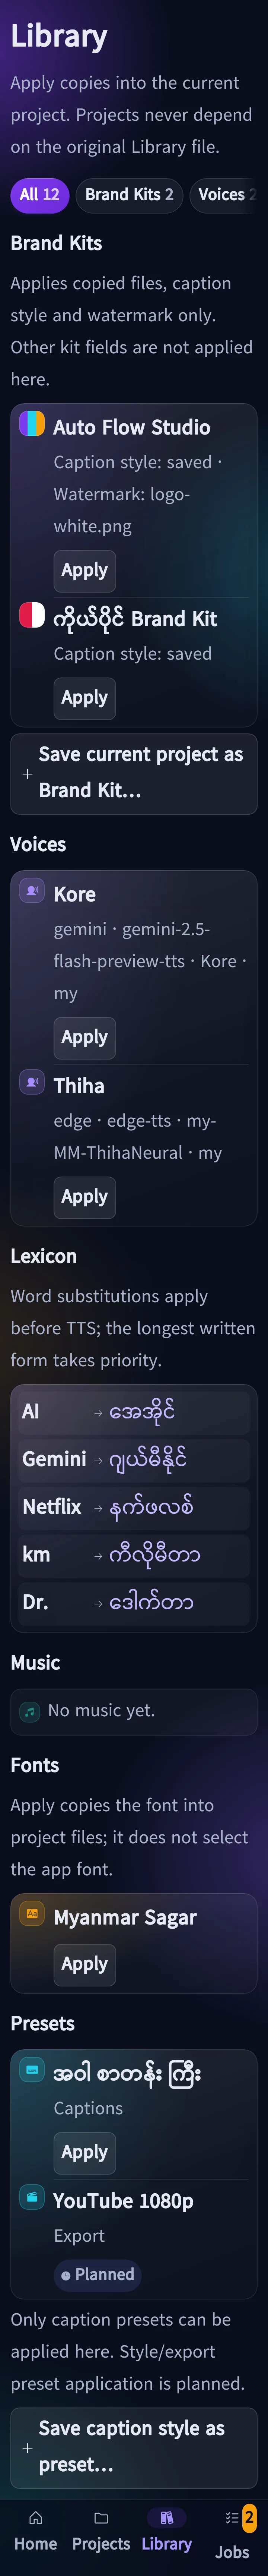 Library
Apply copies into the current
project. Projects never depend
on the original Library file.
All 12
Brand Kits 2
Voices 2
Brand Kits
Applies copied files, caption
style and watermark only.
Other kit fields are not applied
here.
Auto Flow Studio
Caption style: saved ·
Watermark: logo-
white.png
Apply
ကိုယ်ပိုင် Brand Kit
Caption style: saved
Apply
+ Save current project as
Brand Kit…
Voices
Kore
gemini · gemini-2.5-
flash-preview-tts · Kore ·
my
Apply
Thiha
edge · edge-tts · my-
MM-ThihaNeural · my
Apply
Lexicon
Word substitutions apply
before TTS; the longest written
form takes priority.
AI → အေအိုင်
Gemini → ဂျယ်မီနိုင်
Netflix → နက်ဖလစ်
km → ကီလိုမီတာ
Dr. → ဒေါက်တာ
Music
No music yet.
Fonts
Apply copies the font into
project files; it does not select
the app font.
Aa
Myanmar Sagar
Apply
Presets
အဝါ စာတန်း ကြီး
Captions
Apply
YouTube 1080p
Export
Planned
Only caption presets can be
applied here. Style/export
preset application is planned.
+ Save caption style as
preset…
2
Home
Projects
Library
Jobs